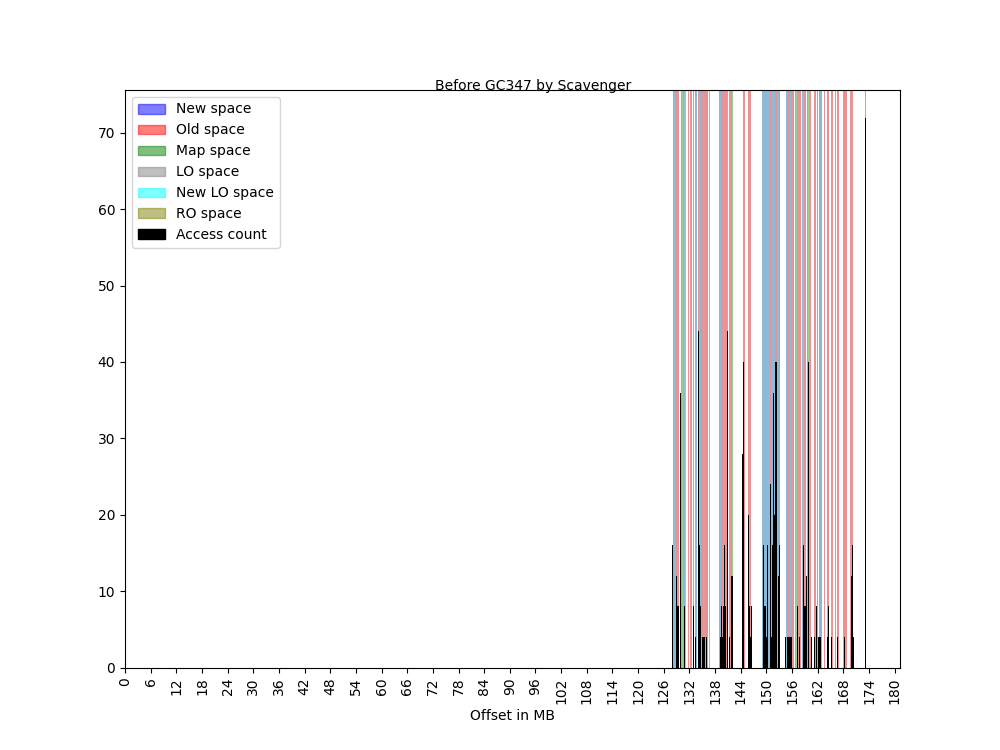 Before GC347 by Scavenger
New space
Old space
Map space
LO space
New LO space
RO space
Access count
70
60
50
40
30
20
10
0
0 6 12 18 24 30 36 42 48 54 60 66 72 78 84 90 96 102 108 114 120 126 132 138 144 150 156 162 168 174 180
Offset in MB